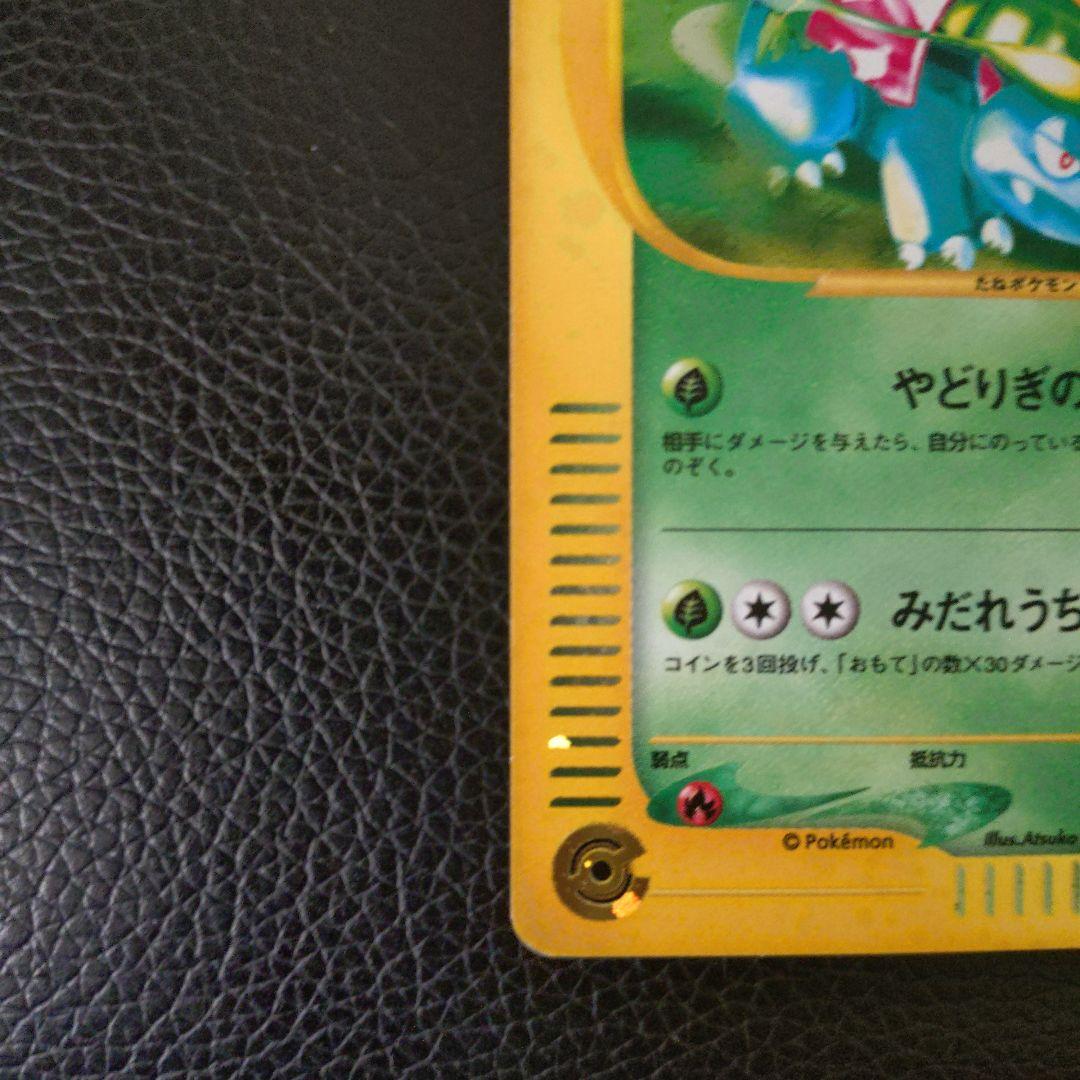 たねポケモン
やどりぎの
相手にダメージを与えたら、自分にのっている
のぞく。
みだれうち
コインを3回投げ、「おもて」の数×30ダメージ
弱点 抵抗力
© Pokémon Illus. Atsuko